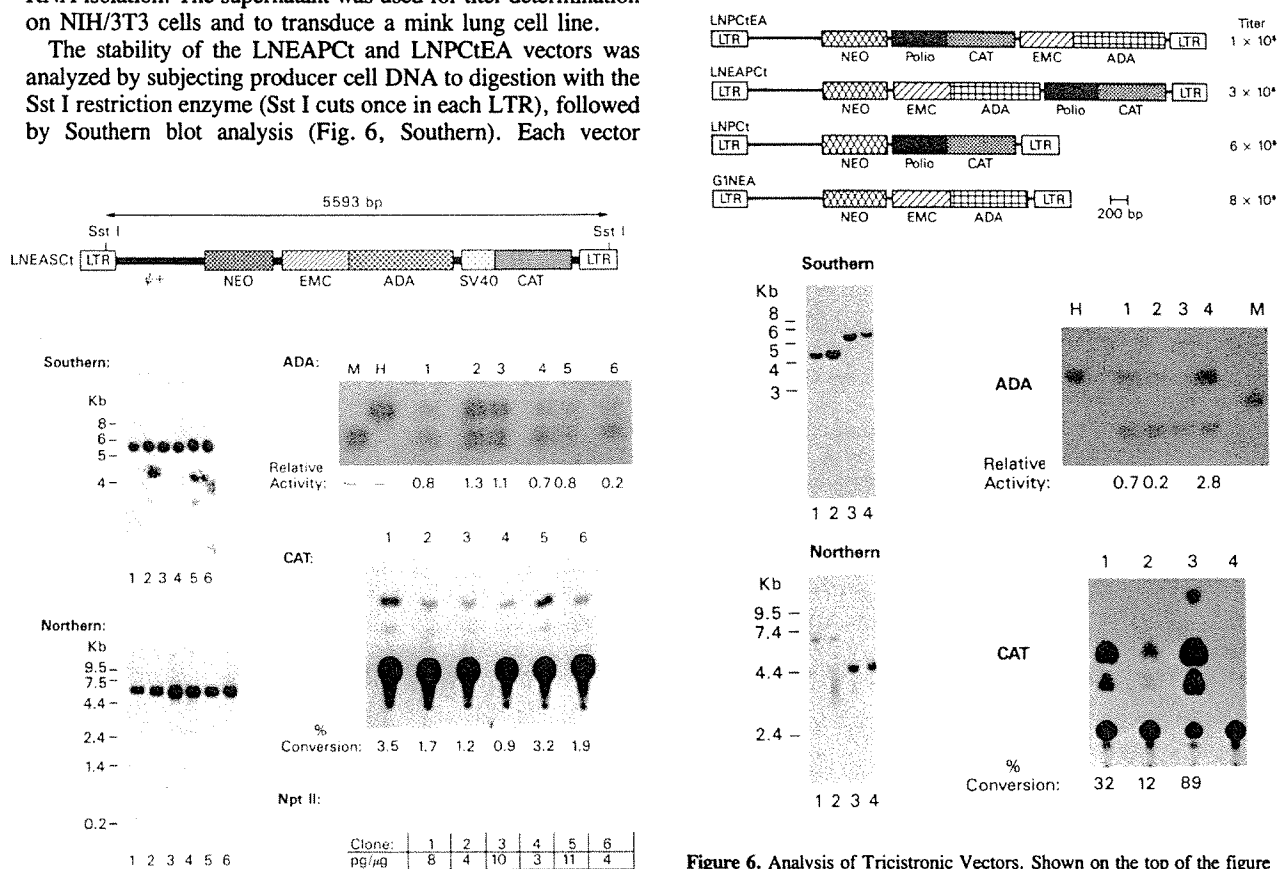 RNA isolation. The supernatant was used for titer determination
on NIH/3T3 cells and to transduce a mink lung cell line.
The stability of the LNEAPCt and LNPCtEA vectors was
analyzed by subjecting producer cell DNA to digestion with the
Sst I restriction enzyme (Sst I cuts once in each LTR), followed
by Southern blot analysis (Fig. 6, Southern). Each vector
5593 bp
Sst I Sst I
LNEASCt LTR LTR
ψ+ NEO EMC ADA SV40 CAT
Southern:
Kb
8 –
6 –
5 –
4 –
1 2 3 4 5 6
Northern:
Kb
9.5 –
7.5 –
4.4 –
2.4 –
1.4 –
0.2 –
1 2 3 4 5 6
ADA:
M H 1 2 3 4 5 6
Relative
Activity: – – 0.8 1.3 1.1 0.7 0.8 0.2
CAT:
1 2 3 4 5 6
%
Conversion: 3.5 1.7 1.2 0.9 3.2 1.9
Npt II:
Clone: 1 2 3 4 5 6
pg/µg 8 4 10 3 11 4
LNPCtEA Titer
LTR LTR 1 ×
NEO Polio CAT EMC ADA
LNEAPCt
LTR LTR 3 ×
NEO EMC ADA Polio CAT
LNPCt
LTR LTR 6 ×
NEO Polio CAT
G1NEA
LTR LTR 8 ×
NEO EMC ADA 200 bp
Southern
Kb
8 –
6 –
5 –
4 –
3 –
1 2 3 4
Northern
Kb
9.5 –
7.4 –
4.4 –
2.4 –
1 2 3 4
H 1 2 3 4 M
ADA
Relative
Activity: 0.7 0.2 2.8
1 2 3 4
CAT
%
Conversion: 32 12 89
Figure 6. Analysis of Tricistronic Vectors. Shown on the top of the figure